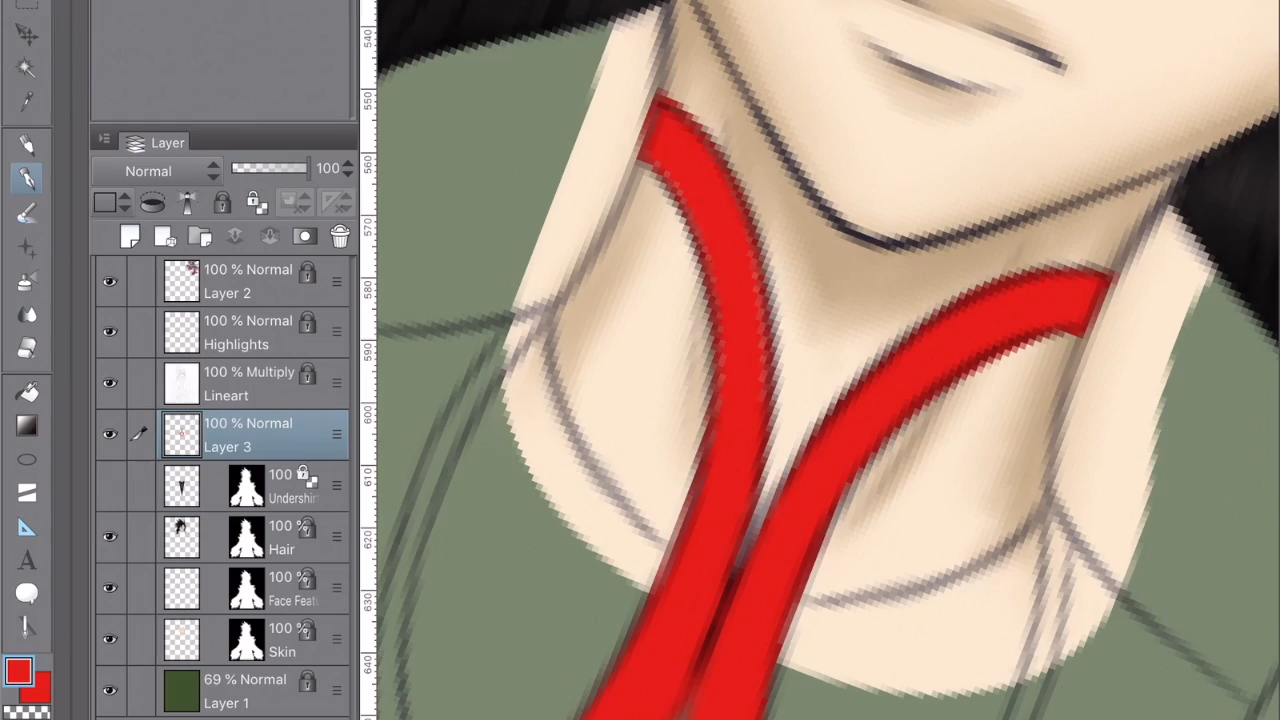 Layer
Normal
100
100 % Normal
Layer 2
100 % Normal
Highlights
100 % Multiply
Lineart
100 % Normal
Layer 3
100
Undershir
100 %
Hair
100 %
Face Feat
100 %
Skin
69 % Normal
Layer 1
540
550
560
570
580
590
600
610
620
630
640